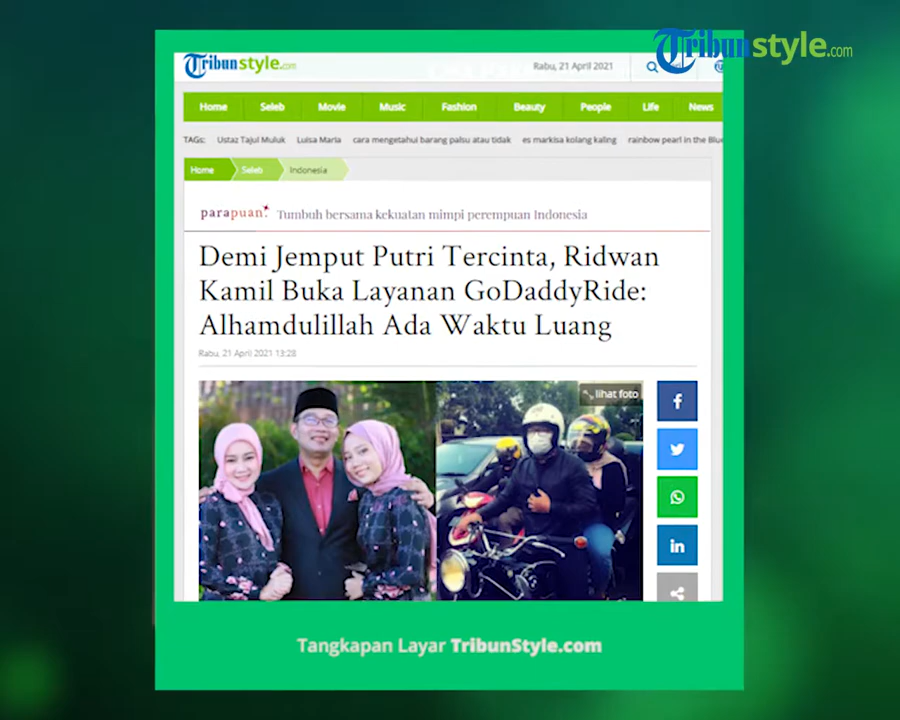 Tribunstyle.com
Tribunstyle.com
Rabu, 21 April 2021
Home Seleb Movie Music Fashion Beauty People Life News
TAGs: Ustaz Tajul Muluk Luisa Maria cara mengetahui barang palsu atau tidak es markisa kolang kaling rainbow pearl in the Blue
Home Seleb Indonesia
parapuan. Tumbuh bersama kekuatan mimpi perempuan Indonesia
Demi Jemput Putri Tercinta, Ridwan
Kamil Buka Layanan GoDaddyRide:
Alhamdulillah Ada Waktu Luang
Rabu, 21 April 2021 13:28
lihat foto
Tangkapan Layar TribunStyle.com